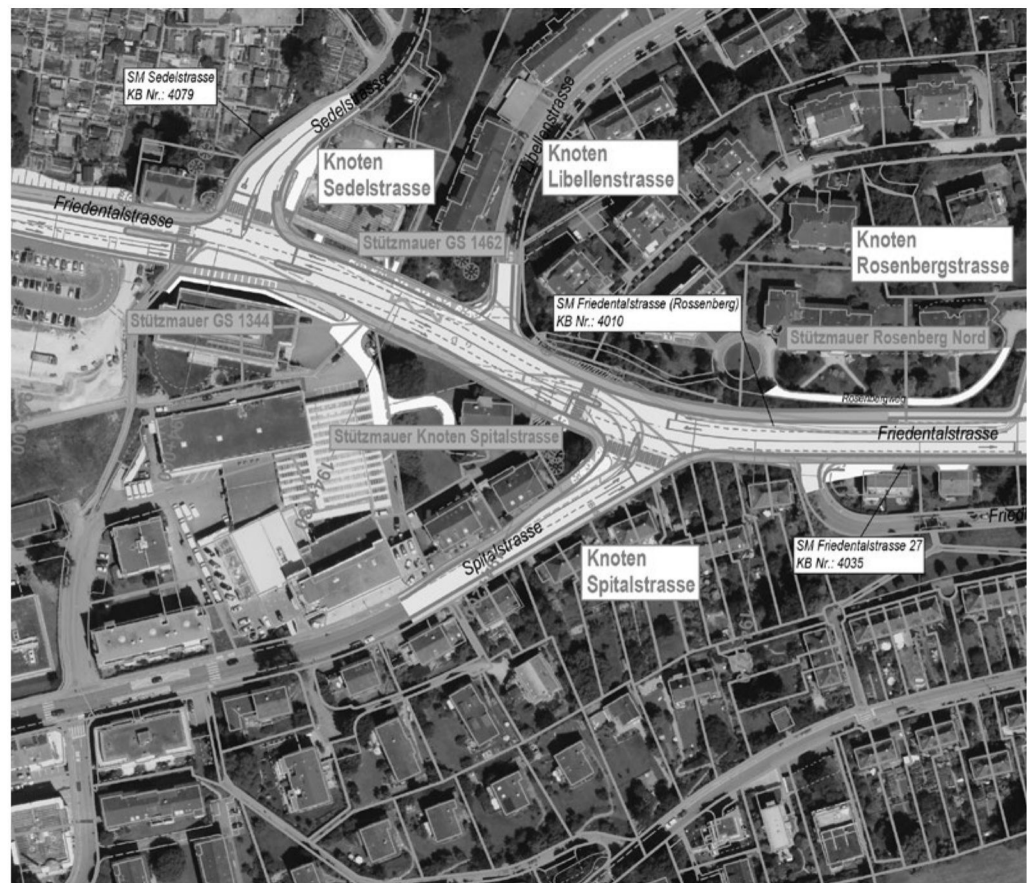 SM Sedelstrasse
KB Nr.: 4079
Sedelstrasse
Libellenstrasse
Knoten
Sedelstrasse
Knoten
Libellenstrasse
Friedentalstrasse
Stützmauer GS 1462
Knoten
Rosenbergstrasse
SM Friedentalstrasse (Rossenberg)
KB Nr.: 4010
Stützmauer GS 1344
Stützmauer Rosenberg Nord
Rosenbergweg
Friedentalstrasse
Stützmauer Knoten Spitalstrasse
Spitalstrasse
Knoten
Spitalstrasse
SM Friedentalstrasse 27
KB Nr.: 4035
Fried